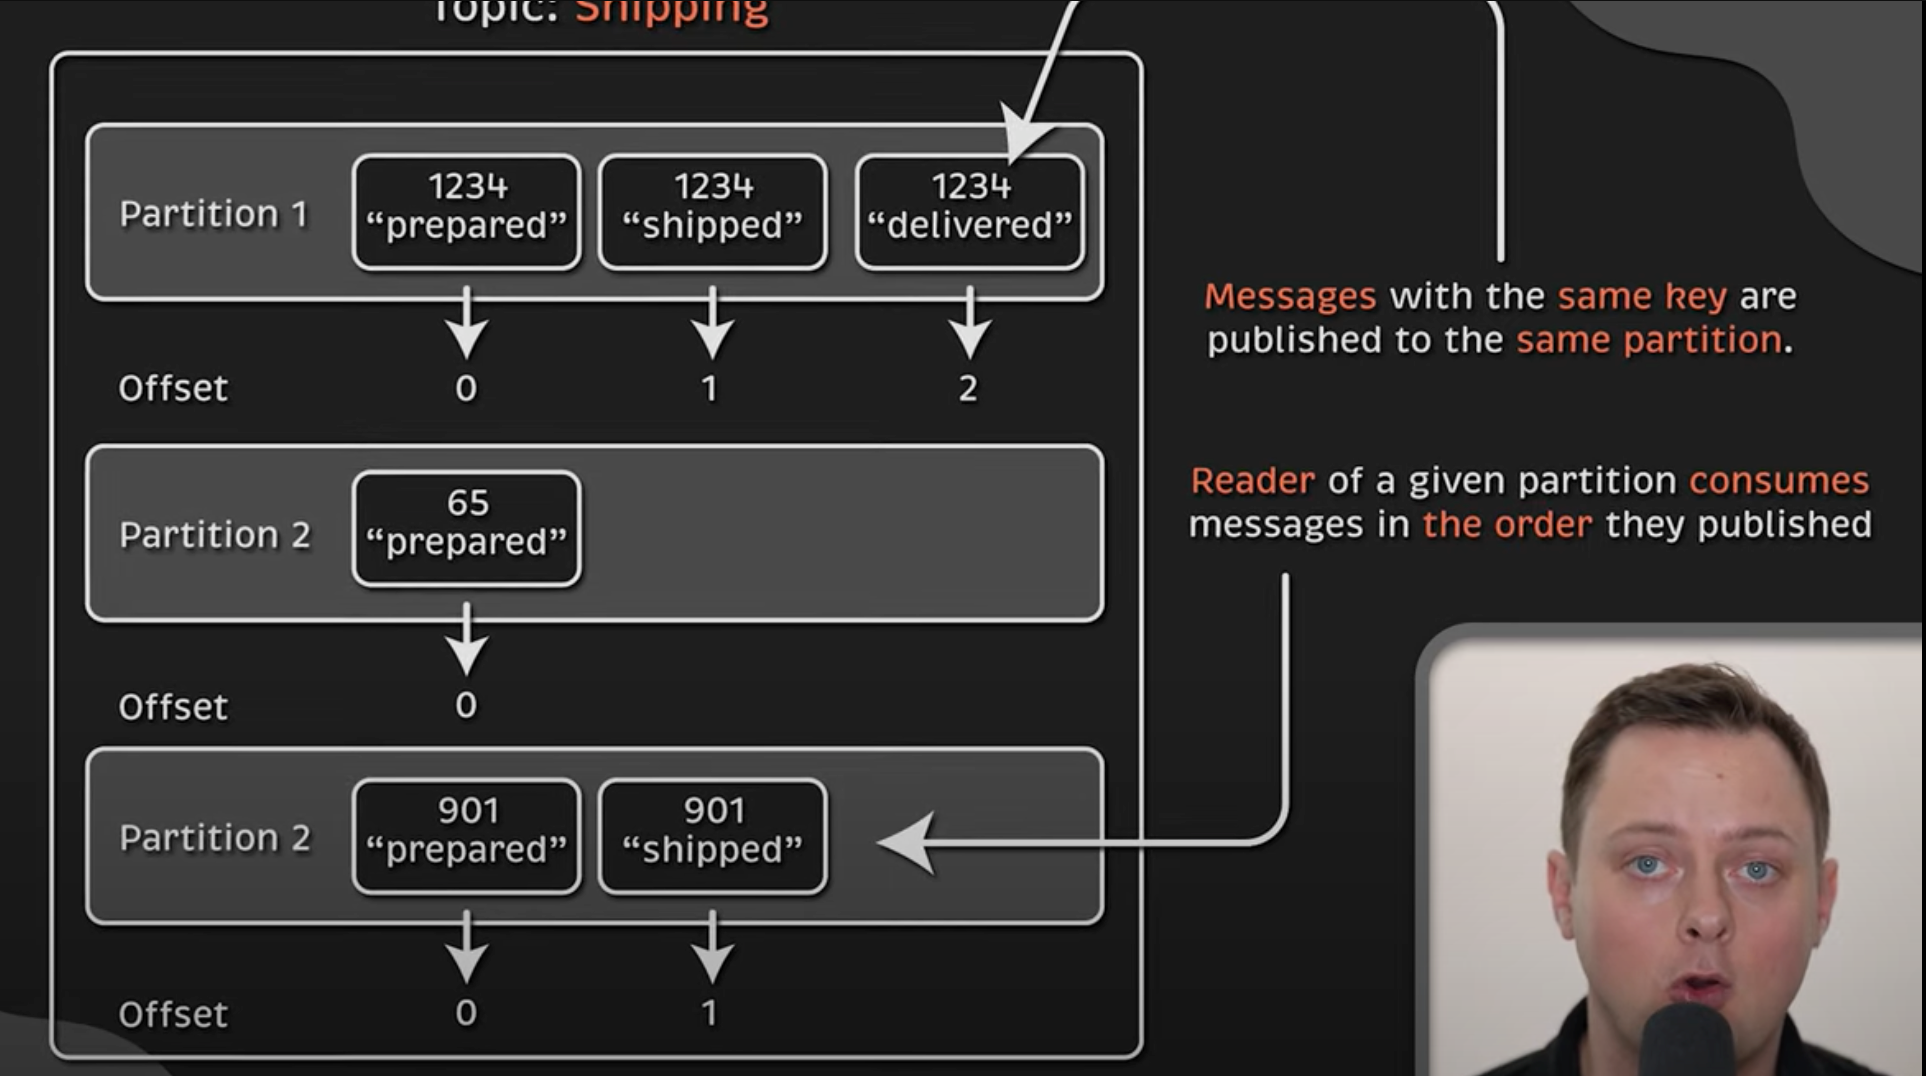 Topic: Shipping
Partition 1
1234
“prepared”
1234
“shipped”
1234
“delivered”
Offset
0
1
2
Partition 2
65
“prepared”
Offset
0
Partition 2
901
“prepared”
901
“shipped”
Offset
0
1
Messages with the same key are
published to the same partition.
Reader of a given partition consumes
messages in the order they published